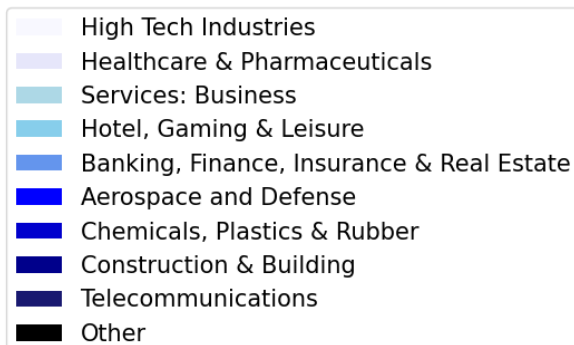 High Tech Industries
Healthcare & Pharmaceuticals
Services: Business
Hotel, Gaming & Leisure
Banking, Finance, Insurance & Real Estate
Aerospace and Defense
Chemicals, Plastics & Rubber
Construction & Building
Telecommunications
Other